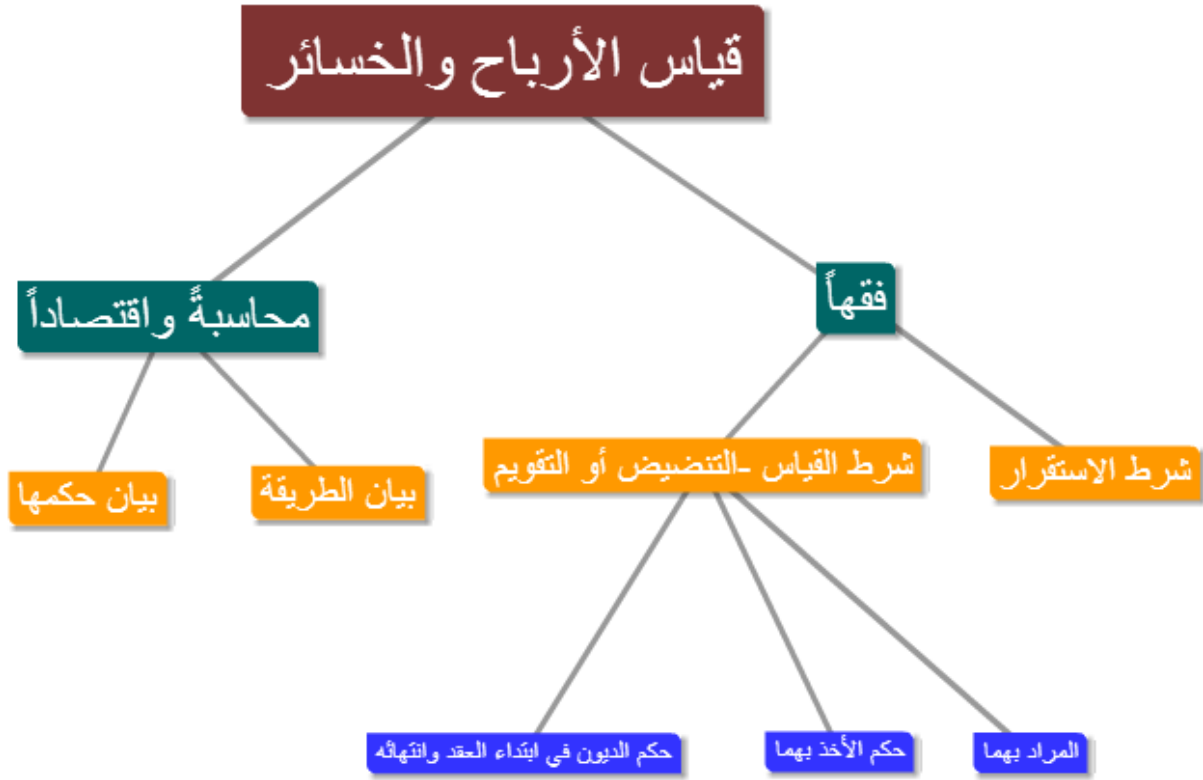 قياس الأرباح والخسائر
فقهاً
محاسبةً واقتصاداً
شرط الاستقرار
شرط القياس -التنضيض أو التقويم
بيان الطريقة
بيان حكمها
المراد بهما
حكم الأخذ بهما
حكم الديون في ابتداء العقد وانتهائه